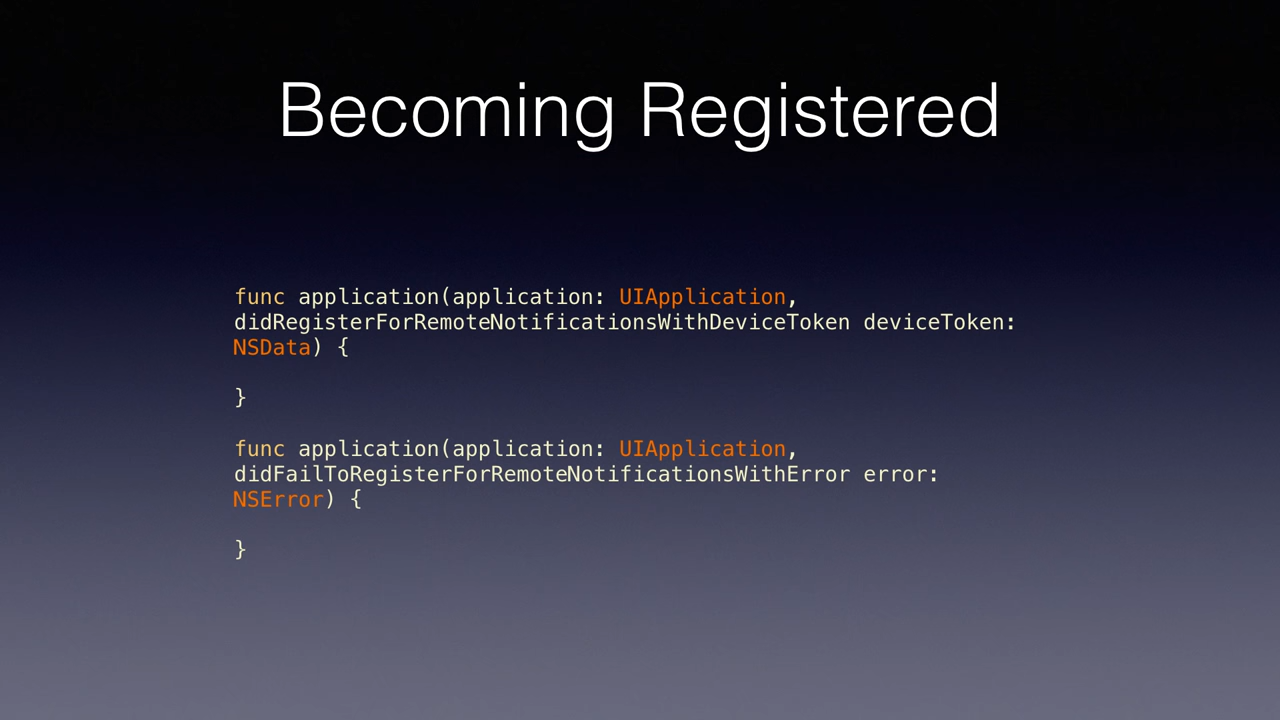 Becoming Registered
func application(application: UIApplication,
didRegisterForRemoteNotificationsWithDeviceToken deviceToken:
NSData) {
}
func application(application: UIApplication,
didFailToRegisterForRemoteNotificationsWithError error:
NSError) {
}